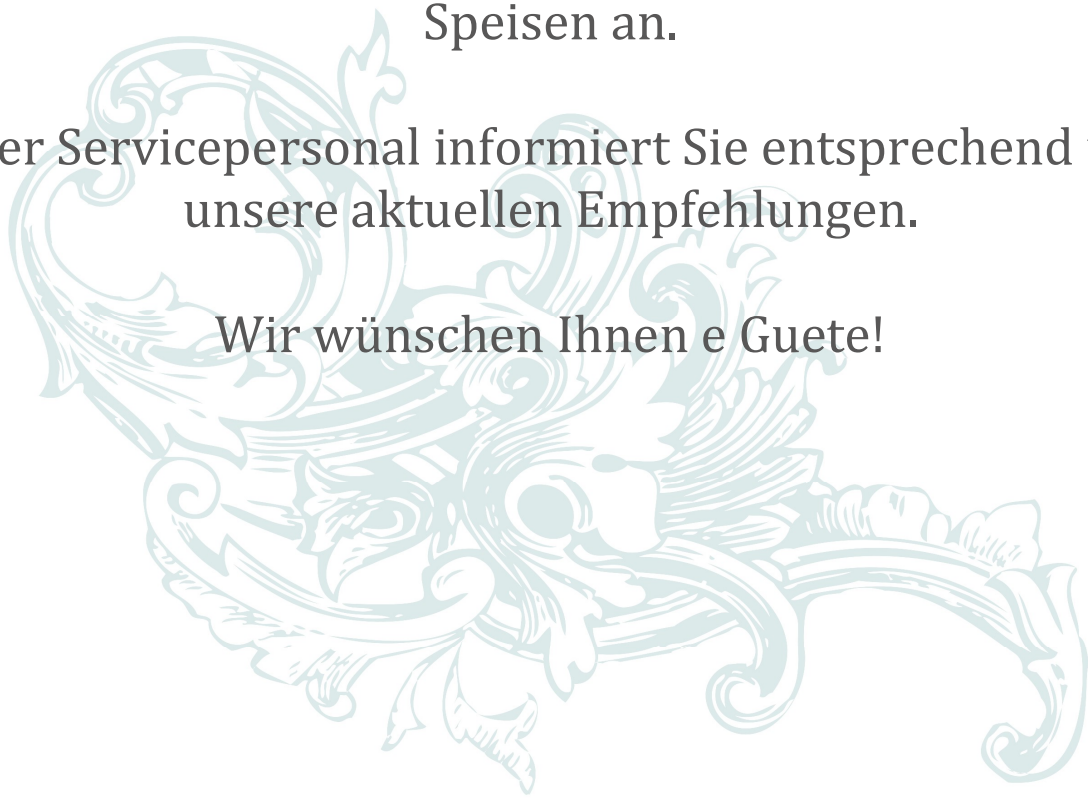 Speisen an.
er Servicepersonal informiert Sie entsprechend
unsere aktuellen Empfehlungen.
Wir wünschen Ihnen e Guete!